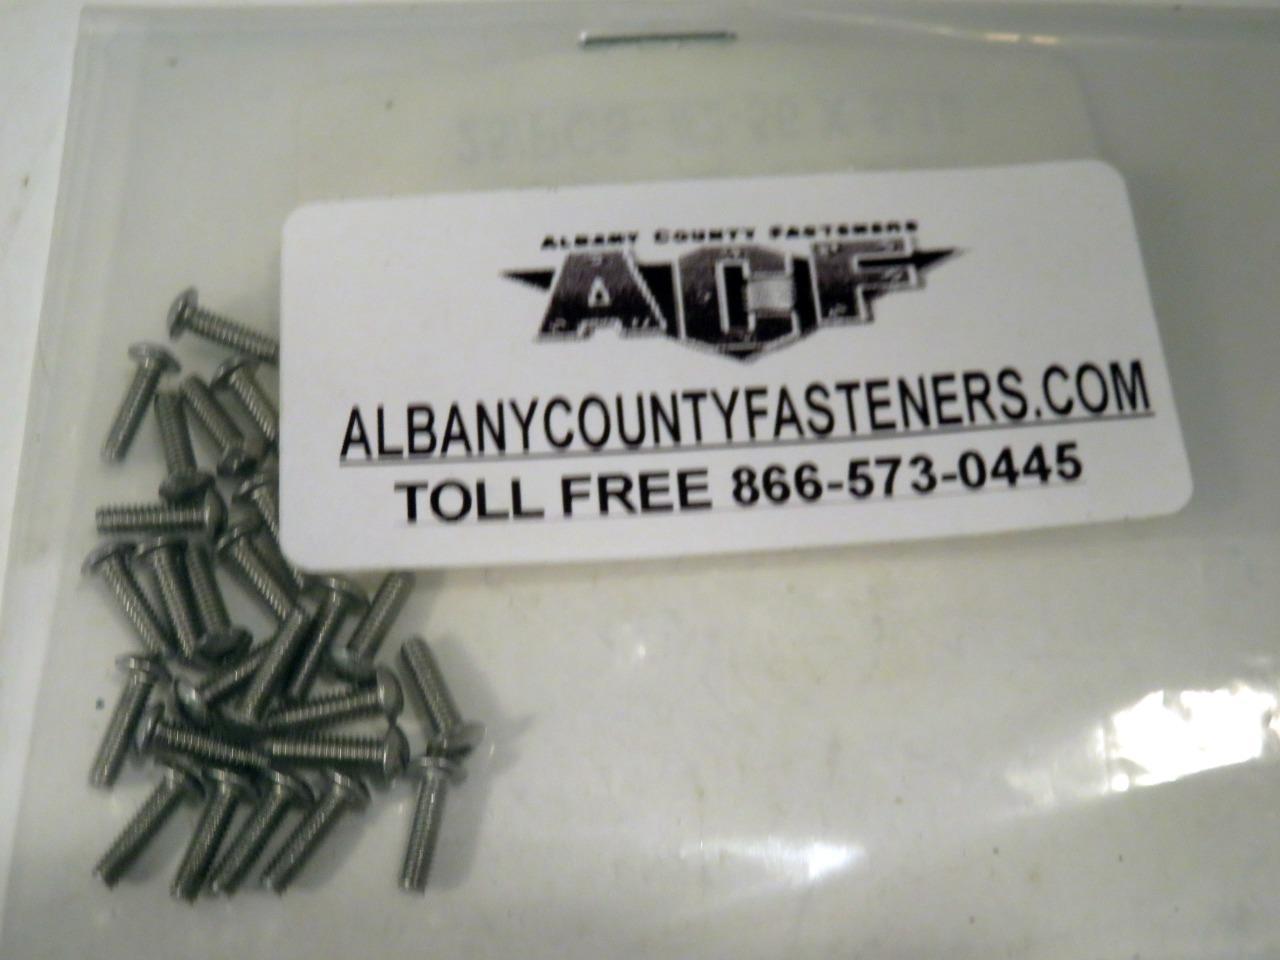 ALBANY COUNTY FASTENERS
ACF
ALBANYCOUNTYFASTENERS.COM
TOLL FREE 866-573-0445